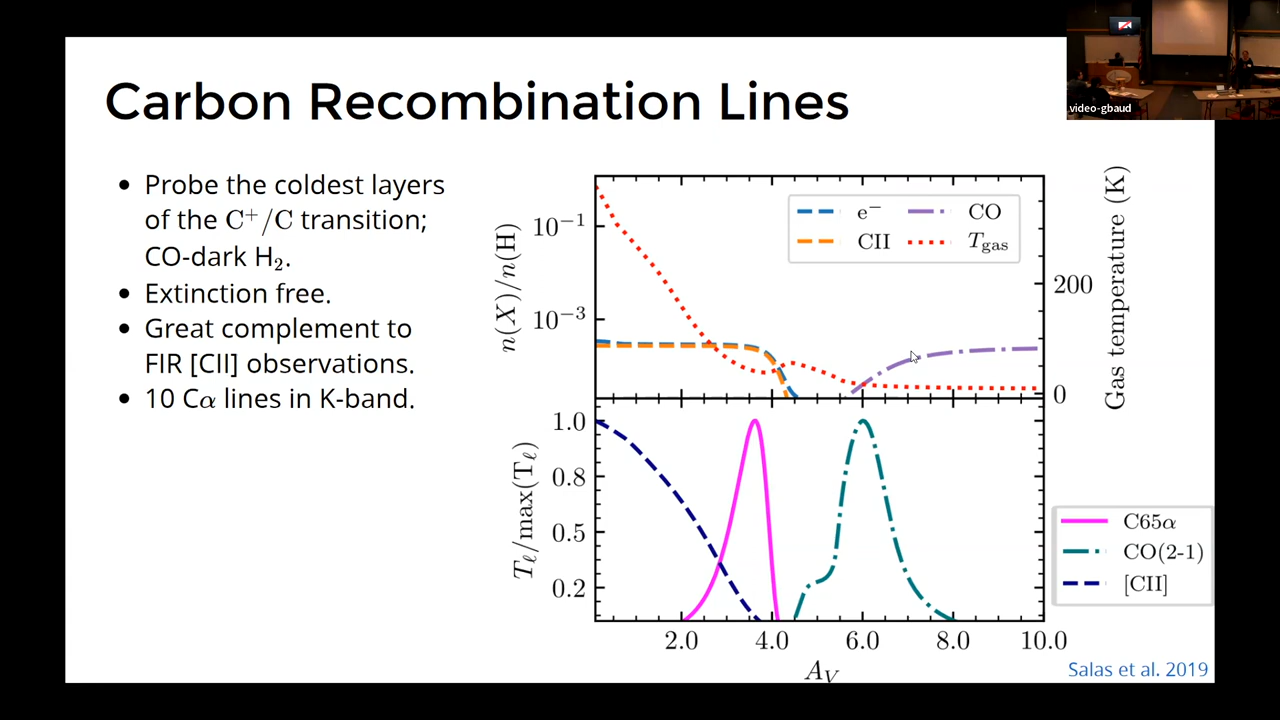 video-gbaud
Carbon Recombination Lines
• Probe the coldest layers
of the C⁺/C transition;
CO-dark H₂.
• Extinction free.
• Great complement to
FIR [CII] observations.
• 10 Cα lines in K-band.
n(X)/n(H)
10⁻¹
10⁻³
e⁻
CII
CO
T_gas
Gas temperature (K)
200
0
T_ℓ/max(T_ℓ)
1.0
0.8
0.5
0.2
C65α
CO(2-1)
[CII]
2.0 4.0 6.0 8.0 10.0
A_V
Salas et al. 2019